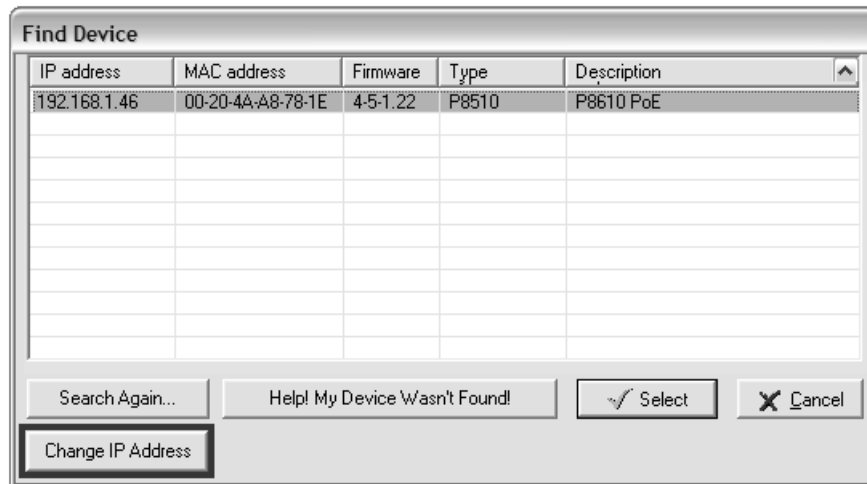 Find Device
IP address MAC address Firmware Type Description
192.168.1.46 00-20-4A-A8-78-1E 4-5-1.22 P8510 P8610 PoE
Search Again... Help! My Device Wasn't Found! Select Cancel
Change IP Address